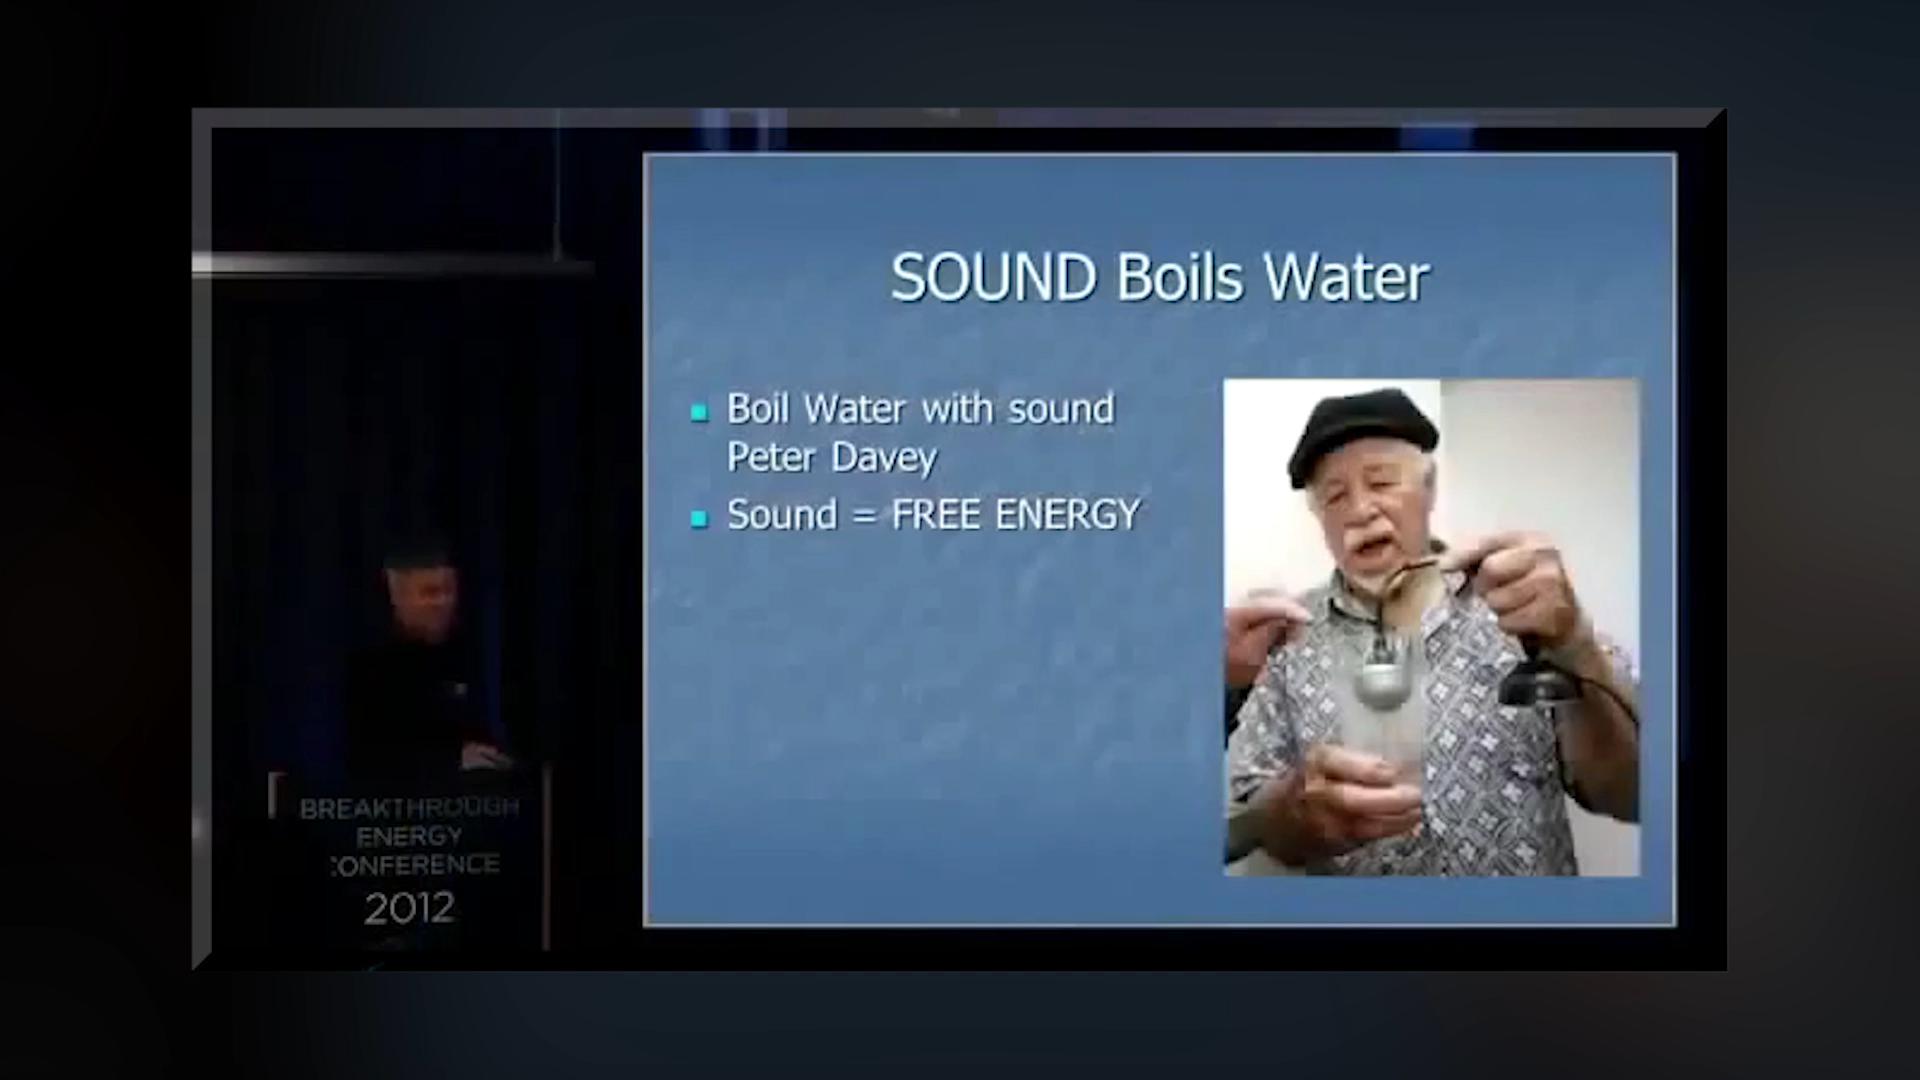 SOUND Boils Water
Boil Water with sound
Peter Davey
Sound = FREE ENERGY
BREAKTHROUGH
ENERGY
CONFERENCE
2012